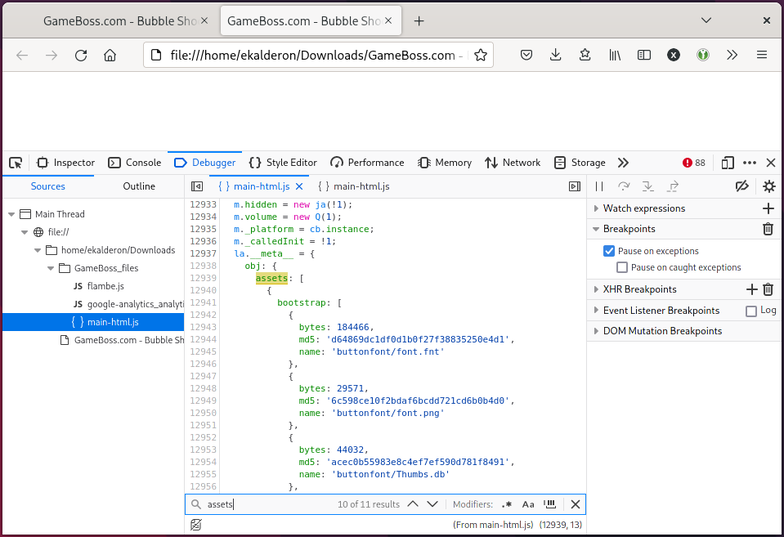 GameBoss.com - Bubble Sho
GameBoss.com - Bubble Sho
file:///home/ekalderon/Downloads/GameBoss.com -
Inspector Console Debugger Style Editor Performance Memory Network Storage 88
Sources Outline
main-html.js main-html.js
Main Thread
file://
home/ekalderon/Downloads
GameBoss_files
JS flambe.js
JS google-analytics_analyti
{ } main-html.js
GameBoss.com - Bubble Sh
12933 m.hidden = new ja(!1);
12934 m.volume = new Q(1);
12935 m._platform = cb.instance;
12936 m._calledInit = !1;
12937 la.__meta__ = {
12938 obj: {
12939 assets: [
12940 {
12941 bootstrap: [
12942 {
12943 bytes: 184466,
12944 md5: 'd64869dc1df0d1b0f27f38835250e4d1',
12945 name: 'buttonfont/font.fnt'
12946 },
12947 {
12948 bytes: 29571,
12949 md5: '6c598ce10f2bdaf6bcdd721cd6b0b4d0',
12950 name: 'buttonfont/font.png'
12951 },
12952 {
12953 bytes: 44032,
12954 md5: 'acec0b55983e8c4ef7ef590d781f8491',
12955 name: 'buttonfont/Thumbs.db'
12956 },
assets 10 of 11 results Modifiers: .* Aa
(From main-html.js) (12939, 13)
Watch expressions
Breakpoints
Pause on exceptions
Pause on caught exceptions
XHR Breakpoints
Event Listener Breakpoints Log
DOM Mutation Breakpoints